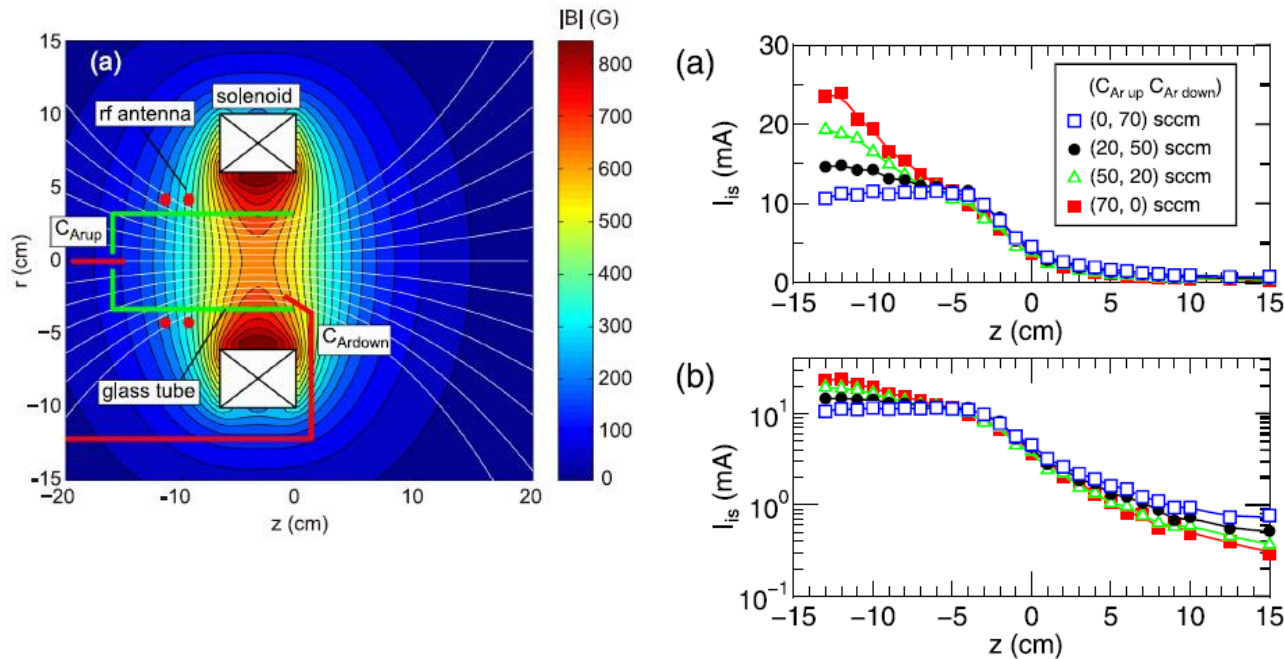 |B| (G)
(a)
solenoid
rf antenna
C_Arup
C_Ardown
glass tube
15
10
5
0
−5
−10
-15
r (cm)
−20
−10
0
10
20
z (cm)
800
700
600
500
400
300
200
100
0
(a)
30
20
10
0
I_is (mA)
−15 −10 −5 0 5 10 15
z (cm)
(C_Ar up C_Ar down)
(0, 70) sccm
(20, 50) sccm
(50, 20) sccm
(70, 0) sccm
(b)
10^1
10^0
10^−1
I_is (mA)
−15 −10 −5 0 5 10 15
z (cm)